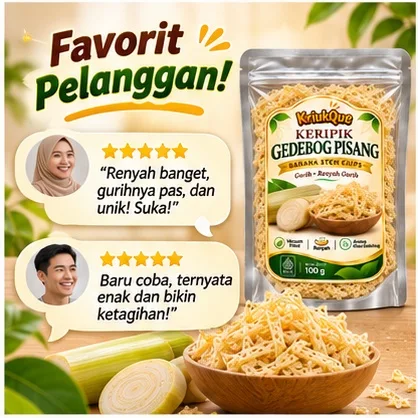 Favorit
Pelanggan!
“Renyah banget,
gurihnya pas, dan
unik! Suka!”
Baru coba, ternyata
enak dan bikin
ketagihan!”
KriukQue
KERIPIK
GEDEBOG PISANG
BANANA STEM CHIPS
Gurih • Renyah
Renyah
100 g